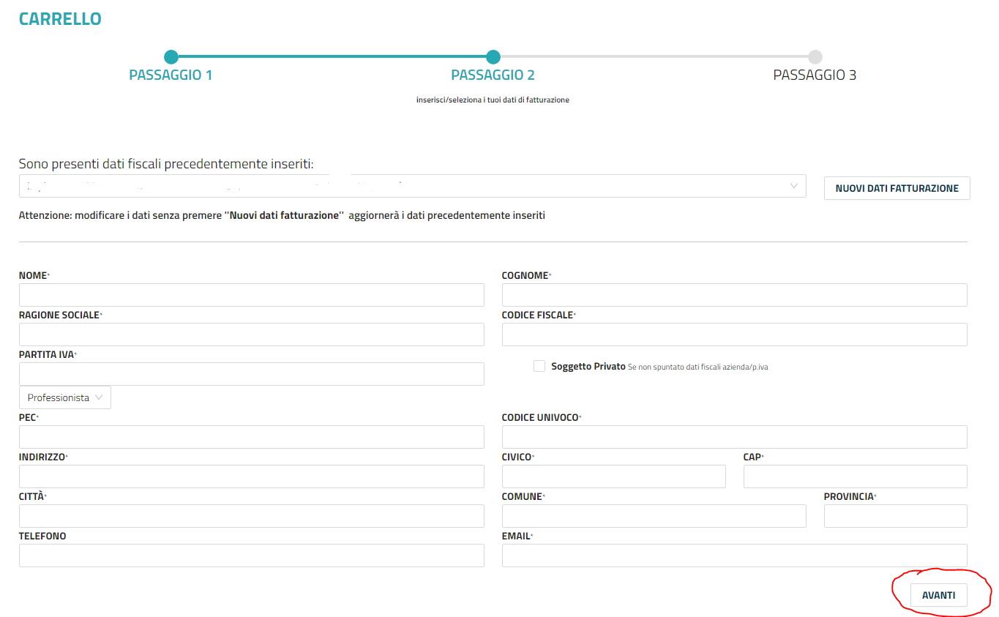 CARRELLO
PASSAGGIO 1
PASSAGGIO 2
PASSAGGIO 3
inserisci/seleziona i tuoi dati di fatturazione
Sono presenti dati fiscali precedentemente inseriti:
NUOVI DATI FATTURAZIONE
Attenzione: modificare i dati senza premere "Nuovi dati fatturazione" aggiornerà i dati precedentemente inseriti
NOME*
COGNOME*
RAGIONE SOCIALE*
CODICE FISCALE*
PARTITA IVA*
Soggetto Privato Se non spuntato dati fiscali azienda/p.iva
Professionista
PEC*
CODICE UNIVOCO*
INDIRIZZO*
CIVICO*
CAP*
CITTÀ*
COMUNE*
PROVINCIA*
TELEFONO
EMAIL*
AVANTI